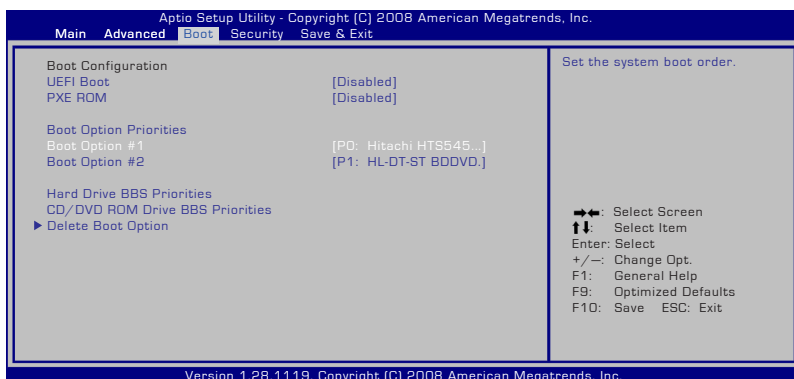 Aptio Setup Utility - Copyright (C) 2008 American Megatrends, Inc.
Main Advanced Boot Security Save & Exit
Boot Configuration
UEFI Boot [Disabled]
PXE ROM [Disabled]
Boot Option Priorities
Boot Option #1 [P0: Hitachi HTS545...]
Boot Option #2 [P1: HL-DT-ST BDDVD.]
Hard Drive BBS Priorities
CD/DVD ROM Drive BBS Priorities
▶ Delete Boot Option
Set the system boot order.
→←: Select Screen
↑↓: Select Item
Enter: Select
+/—: Change Opt.
F1: General Help
F9: Optimized Defaults
F10: Save ESC: Exit
Version 1.28.1119. Copyright (C) 2008 American Megatrends, Inc.